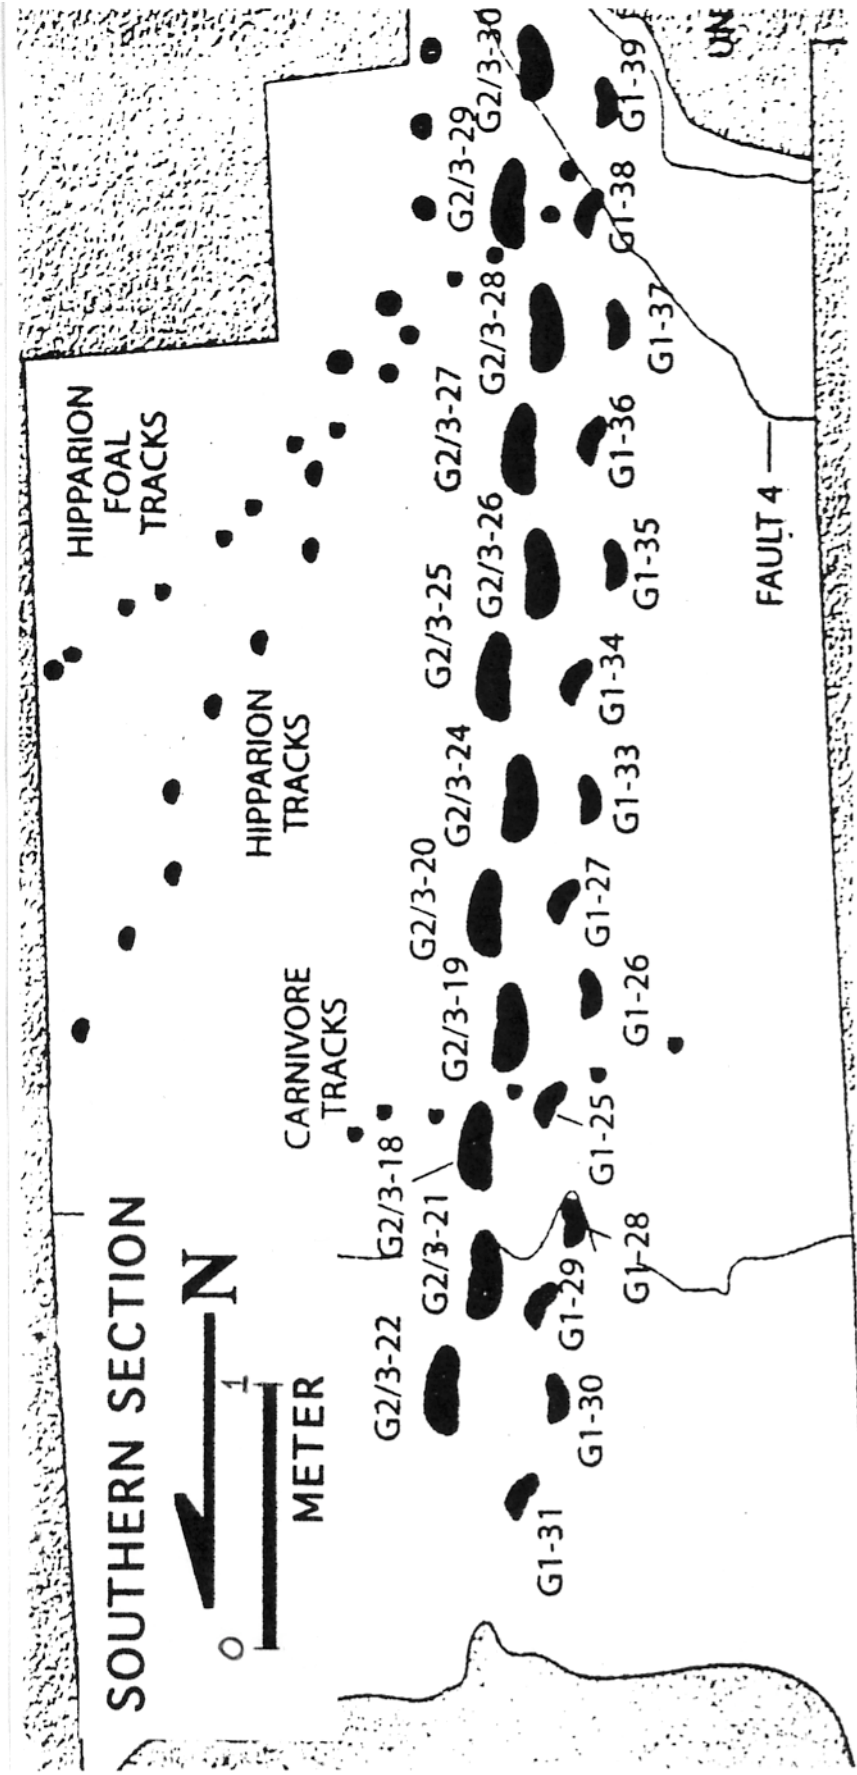 SOUTHERN SECTION
N
0
1
METER
HIPPARION
FOAL
TRACKS
HIPPARION
TRACKS
CARNIVORE
TRACKS
G2/3-22
G2/3-21
G2/3-18
G2/3-19
G2/3-20
G2/3-24
G2/3-25
G2/3-26
G2/3-27
G2/3-28
G2/3-29
G2/3-30
G1-31
G1-30
G1-29
G1-28
G1-25
G1-26
G1-27
G1-33
G1-34
G1-35
G1-36
G1-37
G1-38
G1-39
FAULT 4
UN